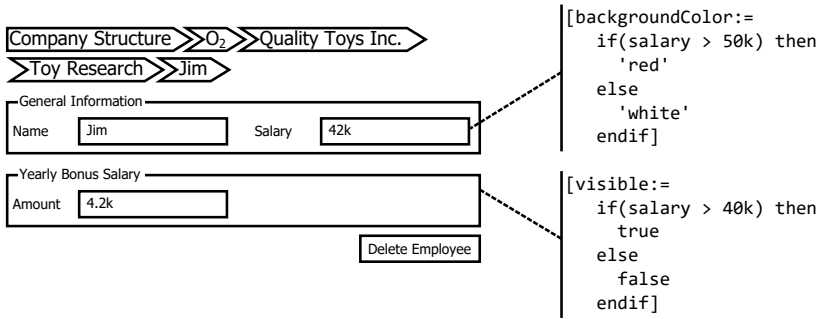 Company Structure O₂ Quality Toys Inc.
Toy Research Jim
General Information
Name Jim Salary 42k
Yearly Bonus Salary
Amount 4.2k
Delete Employee
[backgroundColor:=
if(salary > 50k) then
'red'
else
'white'
endif]
[visible:=
if(salary > 40k) then
true
else
false
endif]